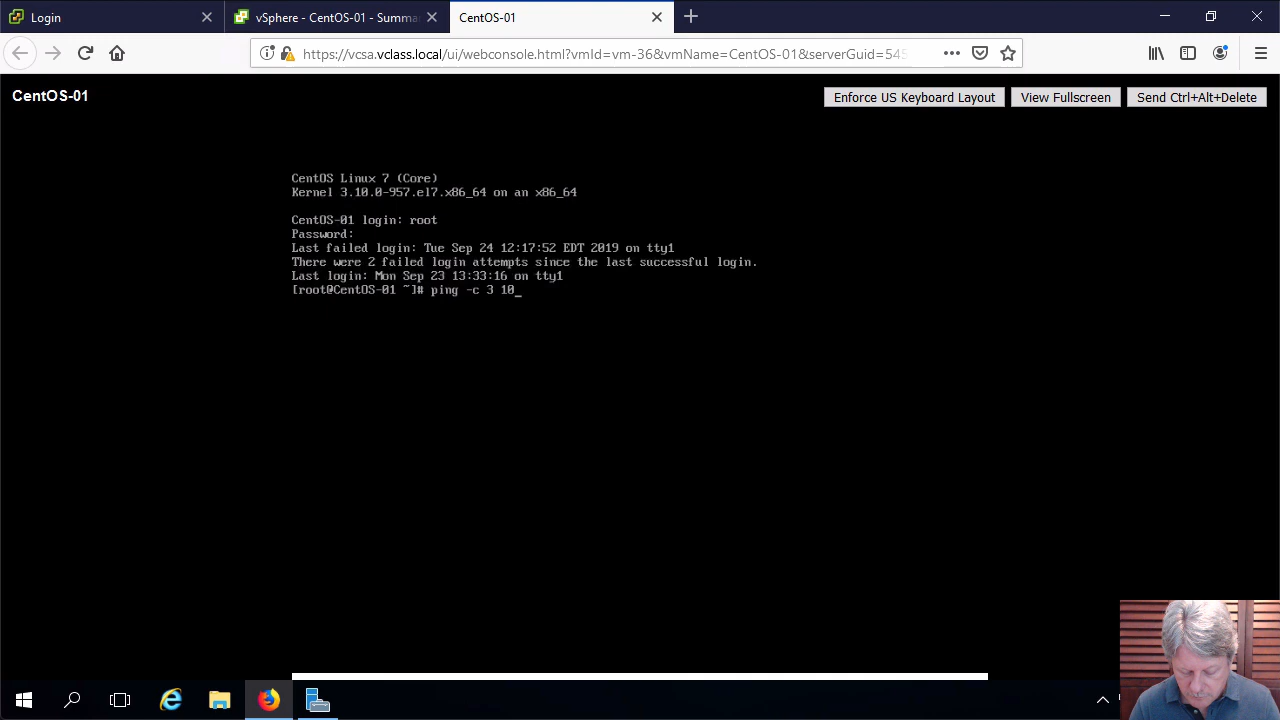 Login
vSphere - CentOS-01 - Summa
CentOS-01
https://vcsa.vclass.local/ui/webconsole.html?vmId=vm-36&vmName=CentOS-01&serverGuid=545
CentOS-01
Enforce US Keyboard Layout
View Fullscreen
Send Ctrl+Alt+Delete
CentOS Linux 7 (Core)
Kernel 3.10.0-957.el7.x86_64 on an x86_64
CentOS-01 login: root
Password:
Last failed login: Tue Sep 24 12:17:52 EDT 2019 on tty1
There were 2 failed login attempts since the last successful login.
Last login: Mon Sep 23 13:33:16 on tty1
[root@CentOS-01 ~]# ping -c 3 10_